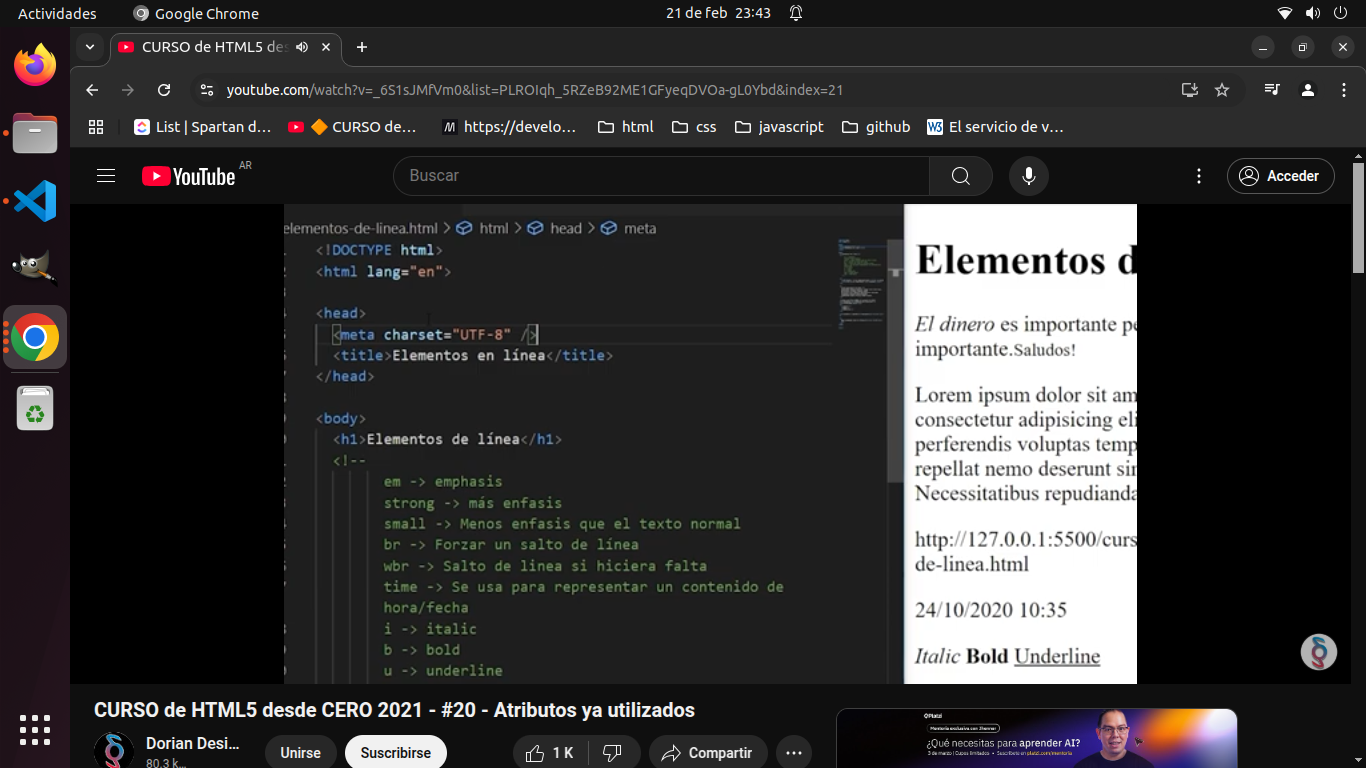 Actividades
Google Chrome
21 de feb 23:43
CURSO de HTML5 des
youtube.com/watch?v=_6S1sJMfVm0&list=PLROIqh_5RZeB92ME1GFyeqDVOa-gL0Ybd&index=21
List | Spartan d…
CURSO de…
https://develo…
html
css
javascript
github
El servicio de v…
YouTube AR
Buscar
Acceder
elementos-de-linea.html > html > head > meta
<!DOCTYPE html>
<html lang="en">
<head>
<meta charset="UTF-8" />
<title>Elementos en línea</title>
</head>
<body>
<h1>Elementos de línea</h1>
<!--
em -> emphasis
strong -> más enfasis
small -> Menos enfasis que el texto normal
br -> Forzar un salto de línea
wbr -> Salto de linea si hiciera falta
time -> Se usa para representar un contenido de
hora/fecha
i -> italic
b -> bold
u -> underline
Elementos d
El dinero es importante pe
importante.Saludos!
Lorem ipsum dolor sit am
consectetur adipisicing eli
perferendis voluptas temp
repellat nemo deserunt sin
Necessitatibus repudianda
http://127.0.0.1:5500/curs
de-linea.html
24/10/2020 10:35
Italic Bold Underline
CURSO de HTML5 desde CERO 2021 - #20 - Atributos ya utilizados
Dorian Desi…
80.3 k…
Unirse
Suscribirse
1 K
Compartir
Platzi
¿Qué necesitas para aprender AI?